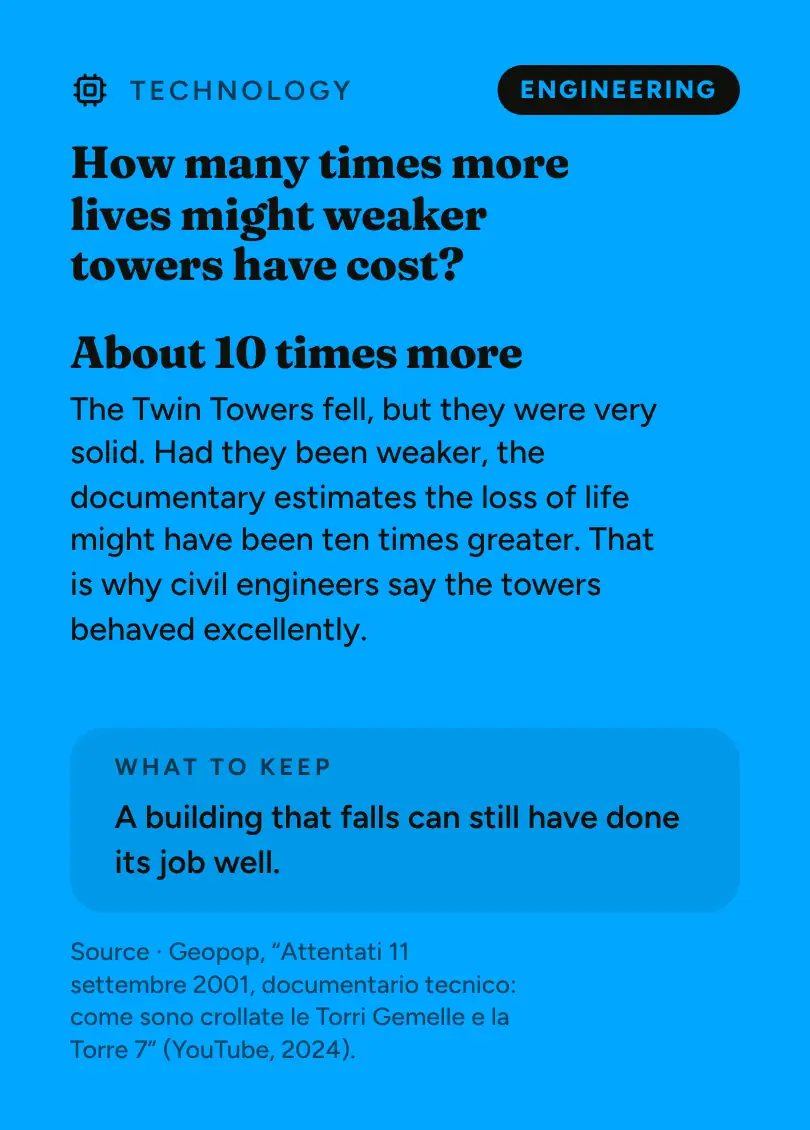 TECHNOLOGY
ENGINEERING
How many times more
lives might weaker
towers have cost?
About 10 times more
The Twin Towers fell, but they were very
solid. Had they been weaker, the
documentary estimates the loss of life
might have been ten times greater. That
is why civil engineers say the towers
behaved excellently.
WHAT TO KEEP
A building that falls can still have done
its job well.
Source · Geopop, “Attentati 11
settembre 2001, documentario tecnico:
come sono crollate le Torri Gemelle e la
Torre 7” (YouTube, 2024).